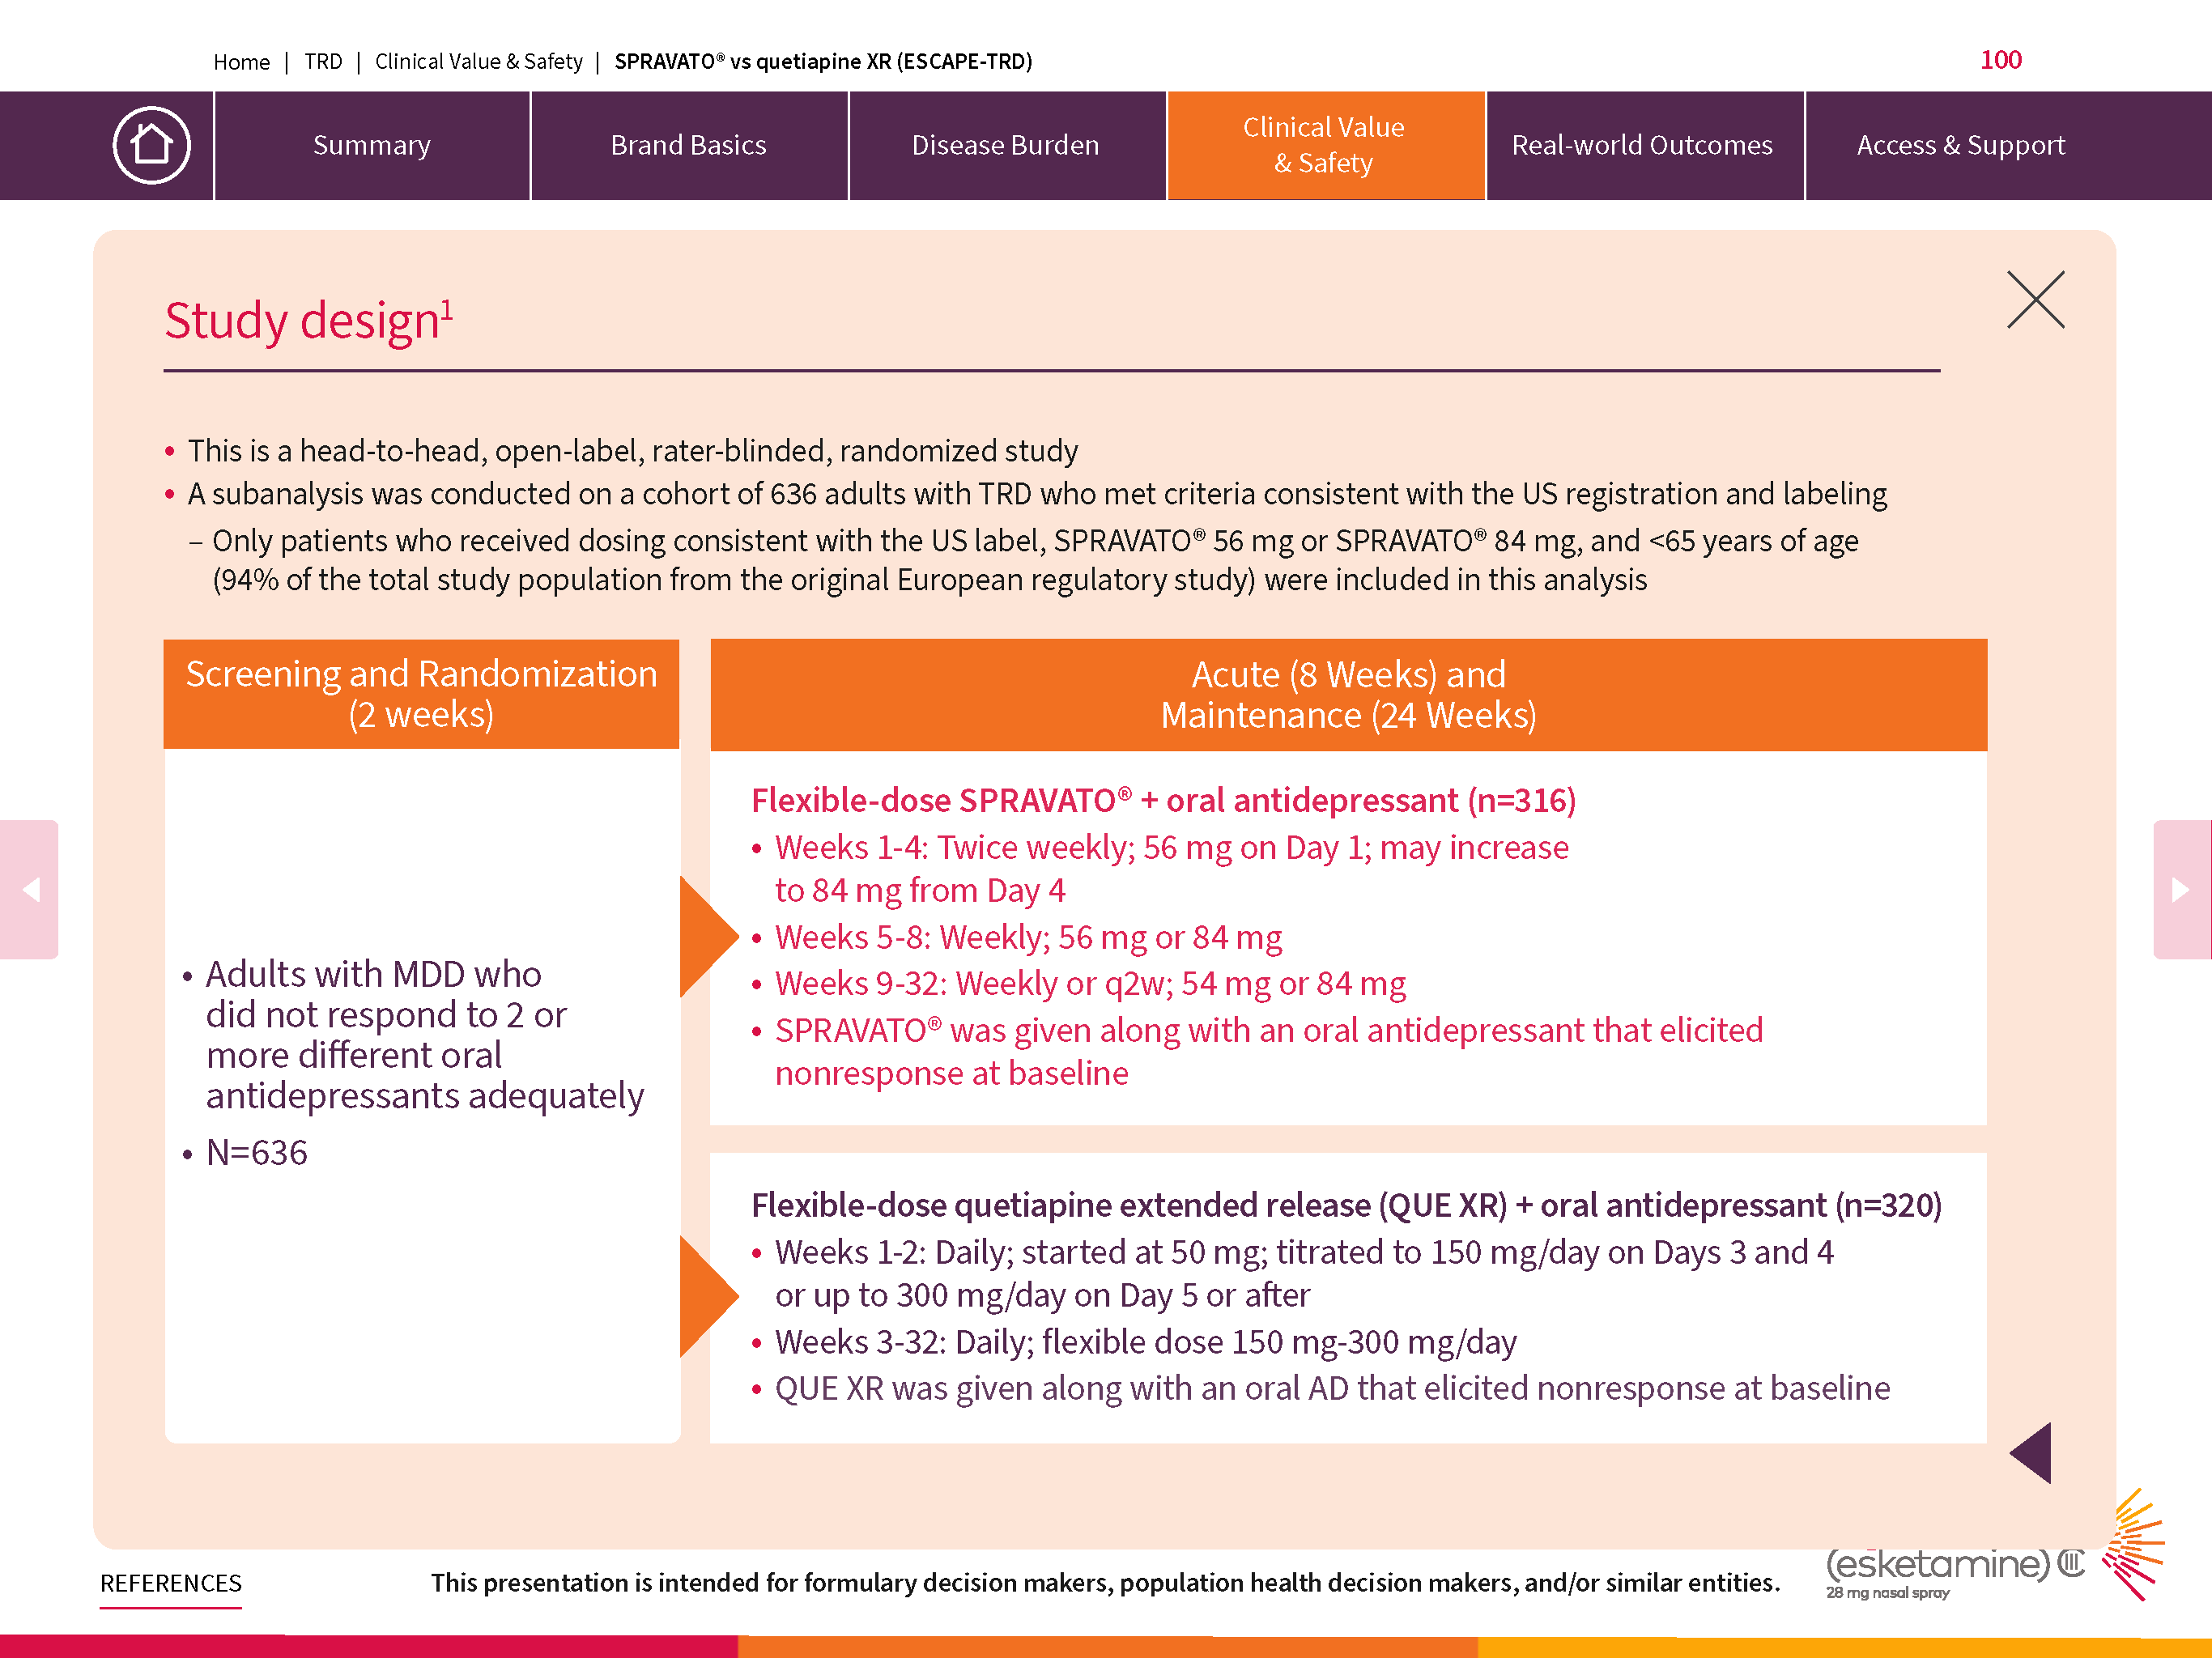 Home | TRD | Clinical Value & Safety | SPRAVATO® vs quetiapine XR (ESCAPE-TRD)
100
Summary
Brand Basics
Disease Burden
Clinical Value
& Safety
Real-world Outcomes
Access & Support
Study design1
• This is a head-to-head, open-label, rater-blinded, randomized study
• A subanalysis was conducted on a cohort of 636 adults with TRD who met criteria consistent with the US registration and labeling
– Only patients who received dosing consistent with the US label, SPRAVATO® 56 mg or SPRAVATO® 84 mg, and <65 years of age
(94% of the total study population from the original European regulatory study) were included in this analysis
Screening and Randomization
(2 weeks)
• Adults with MDD who
did not respond to 2 or
more different oral
antidepressants adequately
• N=636
Acute (8 Weeks) and
Maintenance (24 Weeks)
Flexible-dose SPRAVATO® + oral antidepressant (n=316)
• Weeks 1-4: Twice weekly; 56 mg on Day 1; may increase
to 84 mg from Day 4
• Weeks 5-8: Weekly; 56 mg or 84 mg
• Weeks 9-32: Weekly or q2w; 54 mg or 84 mg
• SPRAVATO® was given along with an oral antidepressant that elicited
nonresponse at baseline
Flexible-dose quetiapine extended release (QUE XR) + oral antidepressant (n=320)
• Weeks 1-2: Daily; started at 50 mg; titrated to 150 mg/day on Days 3 and 4
or up to 300 mg/day on Day 5 or after
• Weeks 3-32: Daily; flexible dose 150 mg-300 mg/day
• QUE XR was given along with an oral AD that elicited nonresponse at baseline
REFERENCES
This presentation is intended for formulary decision makers, population health decision makers, and/or similar entities.
(esketamine) CIII
28 mg nasal spray